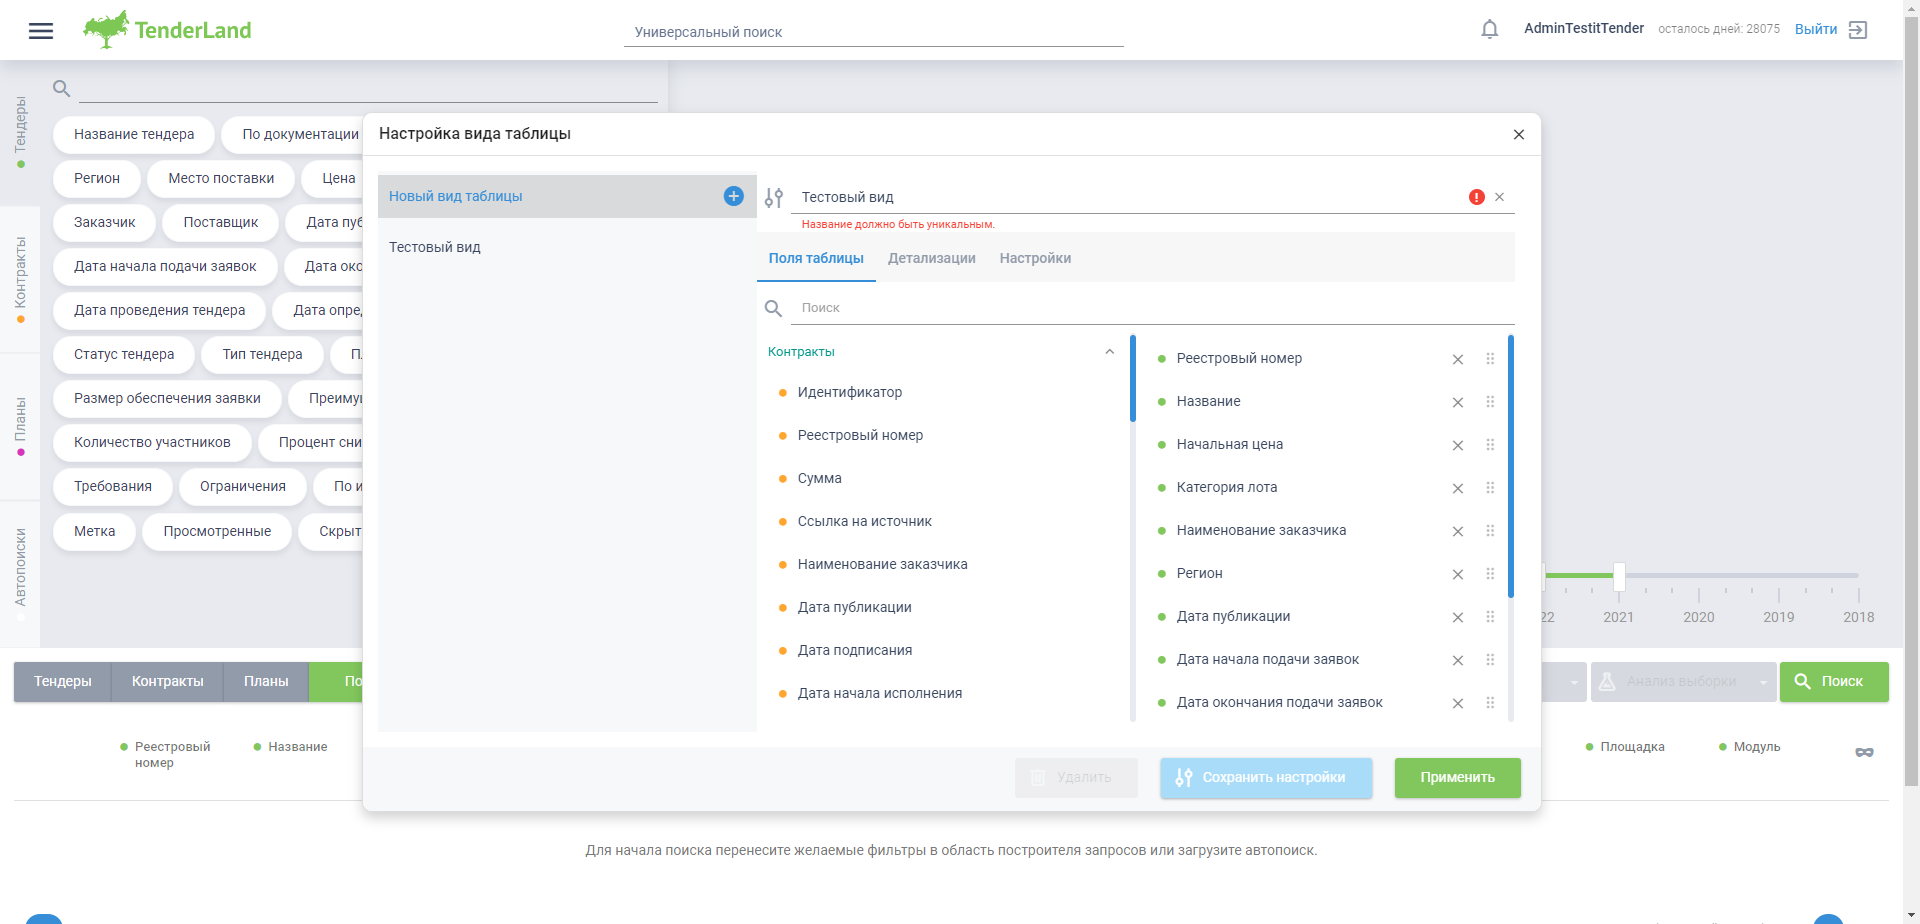 TenderLand
Универсальный поиск
AdminTestitTender
осталось дней: 28075
Выйти
Тендеры
Контракты
Планы
Автопоиски
Название тендера
По документации
Регион
Место поставки
Цена
Заказчик
Поставщик
Дата пуб
Дата начала подачи заявок
Дата око
Дата проведения тендера
Дата опре
Статус тендера
Тип тендера
Размер обеспечения заявки
Преиму
Количество участников
Процент сни
Требования
Ограничения
По и
Метка
Просмотренные
Скрыт
Настройка вида таблицы
Новый вид таблицы
Тестовый вид
Тестовый вид
Название должно быть уникальным.
Поля таблицы
Детализации
Настройки
Поиск
Контракты
Идентификатор
Реестровый номер
Сумма
Ссылка на источник
Наименование заказчика
Дата публикации
Дата подписания
Дата начала исполнения
Реестровый номер
Название
Начальная цена
Категория лота
Наименование заказчика
Регион
Дата публикации
Дата начала подачи заявок
Дата окончания подачи заявок
Удалить
Сохранить настройки
Применить
22
2021
2020
2019
2018
Тендеры
Контракты
Планы
По
Анализ выборки
Поиск
Реестровый
номер
Название
Площадка
Модуль
Для начала поиска перенесите желаемые фильтры в область построителя запросов или загрузите автопоиск.